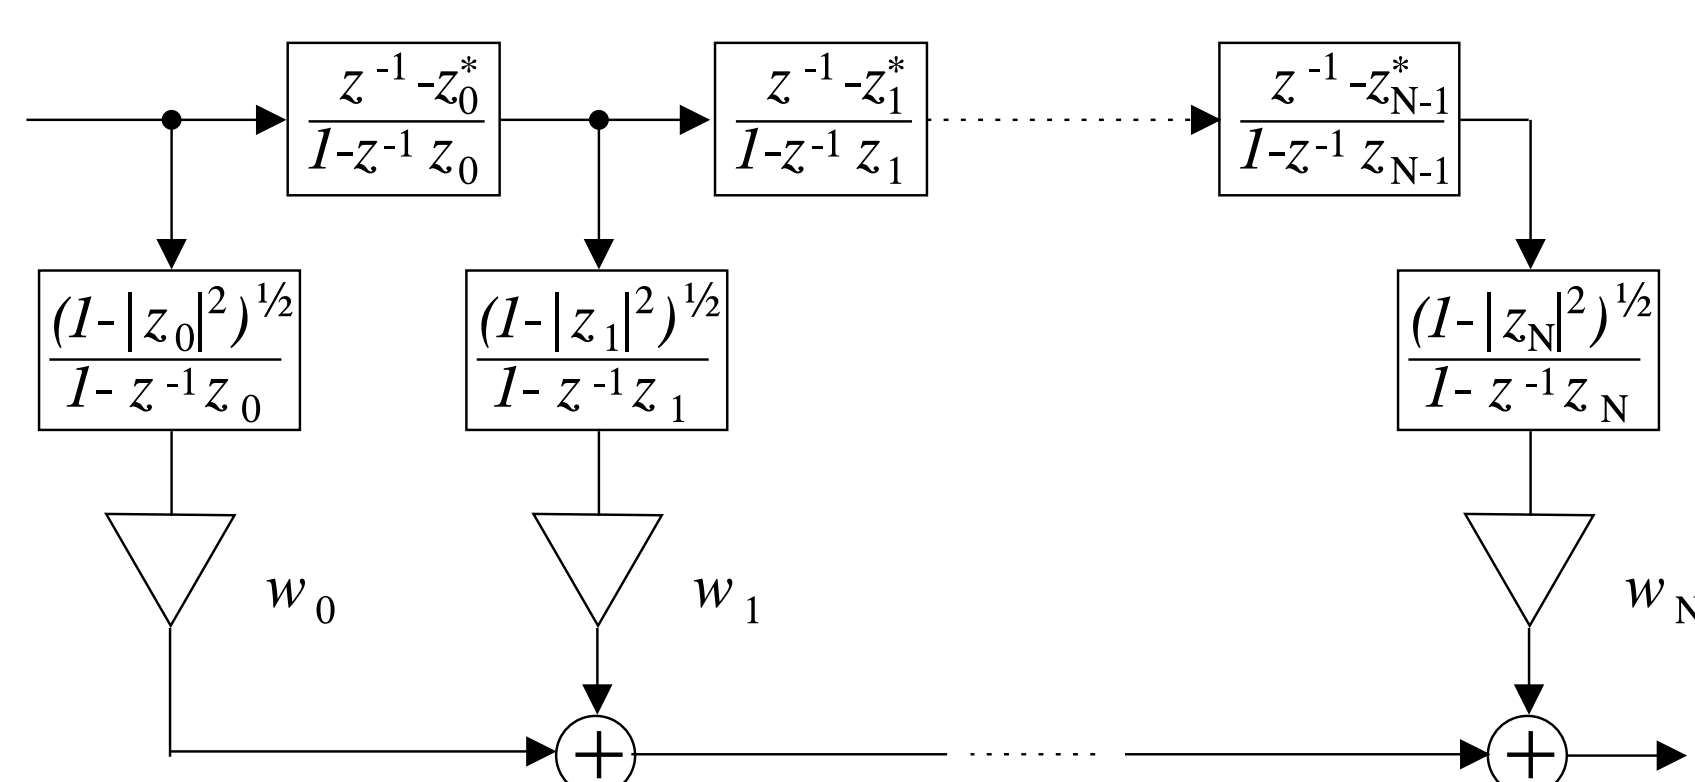 z⁻¹-z₀* z⁻¹-z₁* z⁻¹-z*N-1
1-z⁻¹ z₀ 1-z⁻¹ z₁ 1-z⁻¹ zN-1
(1-|z₀|²)^½ (1-|z₁|²)^½ (1-|zN|²)^½
1- z⁻¹z₀ 1- z⁻¹z₁ 1- z⁻¹zN
w₀ w₁ wN
+ +